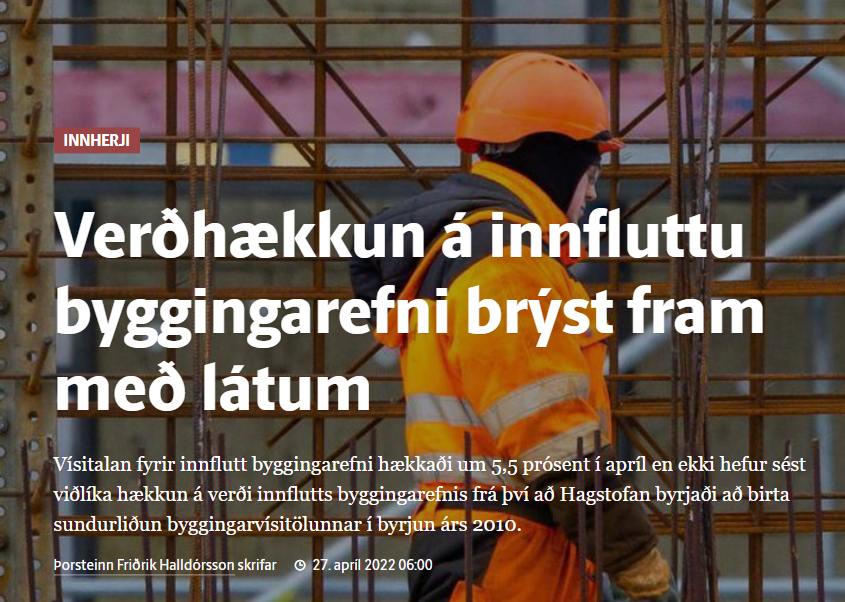 INNHERJI
Verðhækkun á innfluttu
byggingarefni brýst fram
með látum
Vísitalan fyrir innflutt byggingarefni hækkaði um 5,5 prósent í apríl en ekki hefur sést
viðlíka hækkun á verði innflutts byggingarefnis frá því að Hagstofan byrjaði að birta
sundurliðun byggingarvísitölunnar í byrjun árs 2010.
Þorsteinn Friðrik Halldórsson skrifar 27. apríl 2022 06:00